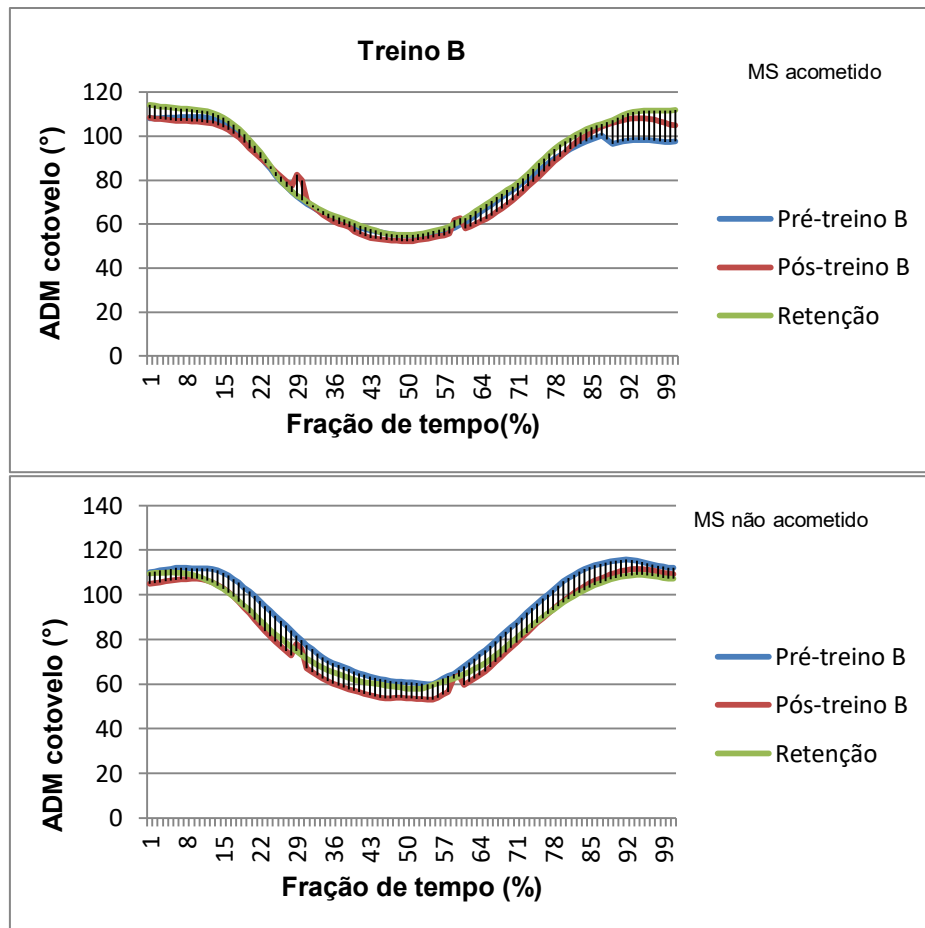 Treino B
MS acometido
ADM cotovelo (°)
120
100
80
60
40
20
0
1 8 15 22 29 36 43 50 57 64 71 78 85 92 99
Fração de tempo(%)
Pré-treino B
Pós-treino B
Retenção
MS não acometido
ADM cotovelo (°)
140
120
100
80
60
40
20
0
1 8 15 22 29 36 43 50 57 64 71 78 85 92 99
Fração de tempo (%)
Pré-treino B
Pós-treino B
Retenção